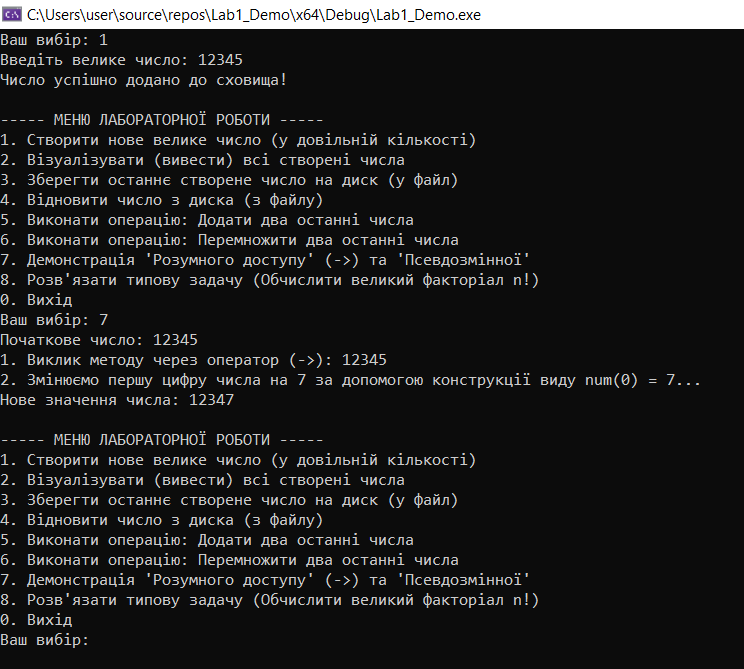 C:\Users\user\source\repos\Lab1_Demo\x64\Debug\Lab1_Demo.exe
Ваш вибір: 1
Введіть велике число: 12345
Число успішно додано до сховища!
----- МЕНЮ ЛАБОРАТОРНОЇ РОБОТИ -----
1. Створити нове велике число (у довільній кількості)
2. Візуалізувати (вивести) всі створені числа
3. Зберегти останнє створене число на диск (у файл)
4. Відновити число з диска (з файлу)
5. Виконати операцію: Додати два останні числа
6. Виконати операцію: Перемножити два останні числа
7. Демонстрація 'Розумного доступу' (->) та 'Псевдозмінної'
8. Розв'язати типову задачу (Обчислити великий факторіал n!)
0. Вихід
Ваш вибір: 7
Початкове число: 12345
1. Виклик методу через оператор (->): 12345
2. Змінюємо першу цифру числа на 7 за допомогою конструкції виду num(0) = 7...
Нове значення числа: 12347
----- МЕНЮ ЛАБОРАТОРНОЇ РОБОТИ -----
1. Створити нове велике число (у довільній кількості)
2. Візуалізувати (вивести) всі створені числа
3. Зберегти останнє створене число на диск (у файл)
4. Відновити число з диска (з файлу)
5. Виконати операцію: Додати два останні числа
6. Виконати операцію: Перемножити два останні числа
7. Демонстрація 'Розумного доступу' (->) та 'Псевдозмінної'
8. Розв'язати типову задачу (Обчислити великий факторіал n!)
0. Вихід
Ваш вибір: